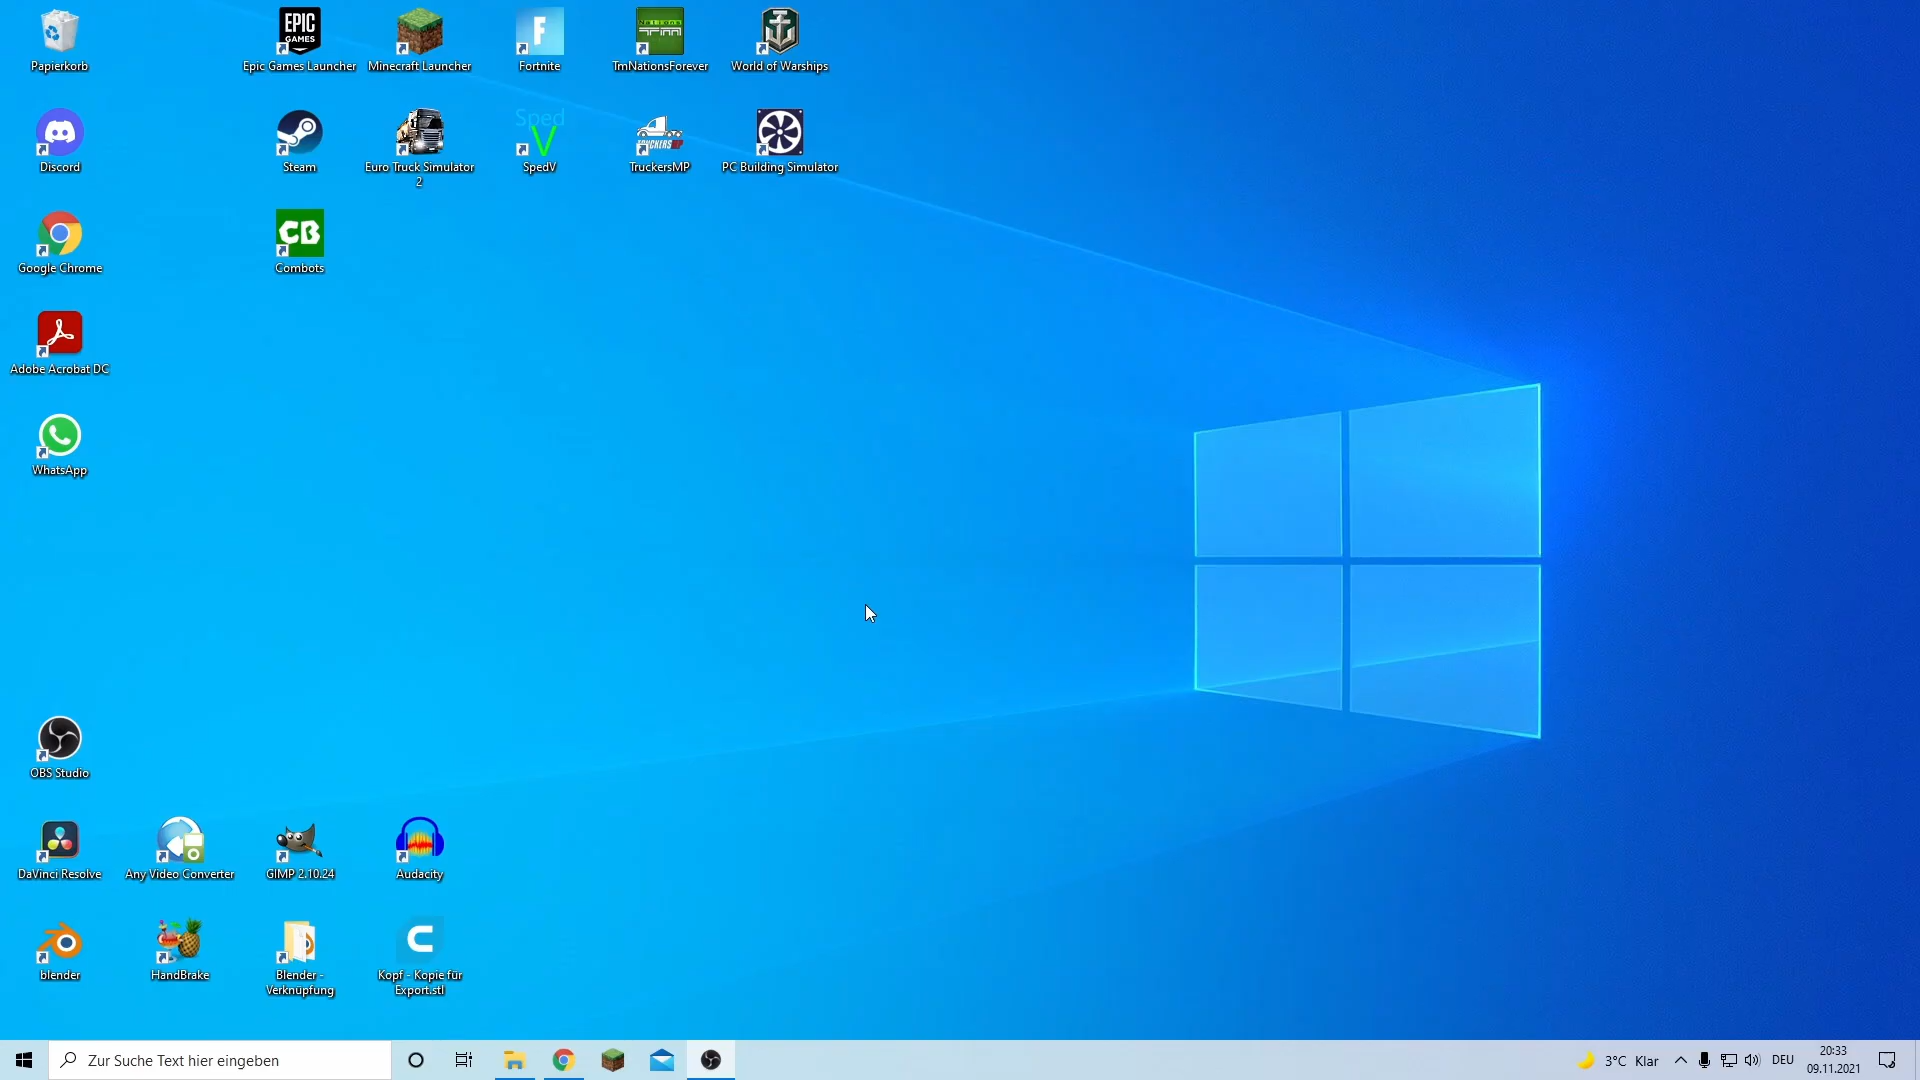 EPIC
GAMES
Papierkorb
Epic Games Launcher
Minecraft Launcher
Fortnite
Nations
TmNationsForever
World of Warships
Discord
Steam
Euro Truck Simulator
2
Sped
V
SpedV
TRUCKERSMP
TruckersMP
PC Building Simulator
Google Chrome
CB
Combots
Adobe Acrobat DC
WhatsApp
OBS Studio
DaVinci Resolve
Any Video Converter
GIMP 2.10.24
Audacity
blender
HandBrake
Blender -
Verknüpfung
C
Kopf - Kopie für
Export.stl
Zur Suche Text hier eingeben
3°C Klar
DEU
20:33
09.11.2021